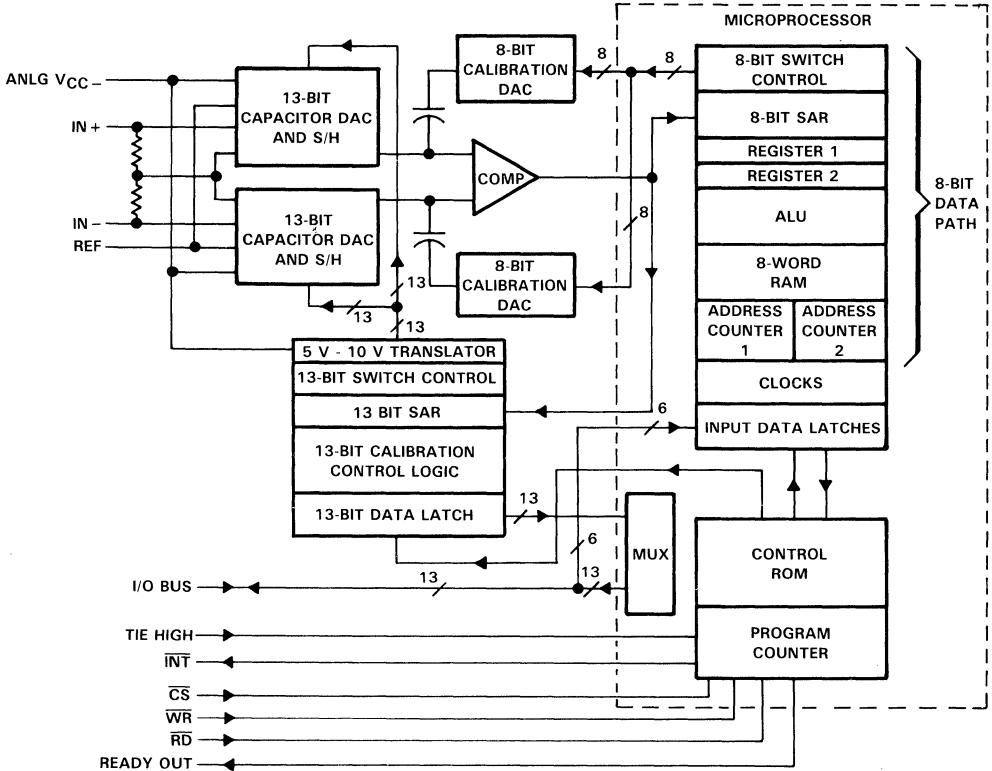 MICROPROCESSOR
8-BIT
CALIBRATION
DAC
8
8
8-BIT SWITCH
CONTROL
ANLG VCC–
13-BIT
CAPACITOR DAC
AND S/H
8-BIT SAR
IN +
REGISTER 1
COMP
REGISTER 2
8-BIT
DATA
PATH
13-BIT
CAPACITOR DAC
AND S/H
ALU
IN –
8
REF
8-BIT
CALIBRATION
DAC
8-WORD
RAM
13
13
13
ADDRESS
COUNTER
1
ADDRESS
COUNTER
2
5 V - 10 V TRANSLATOR
13-BIT SWITCH CONTROL
CLOCKS
13 BIT SAR
6
INPUT DATA LATCHES
13-BIT CALIBRATION
CONTROL LOGIC
13-BIT DATA LATCH
13
6
MUX
CONTROL
ROM
I/O BUS
13
13
TIE HIGH
PROGRAM
COUNTER
INT
CS
WR
RD
READY OUT